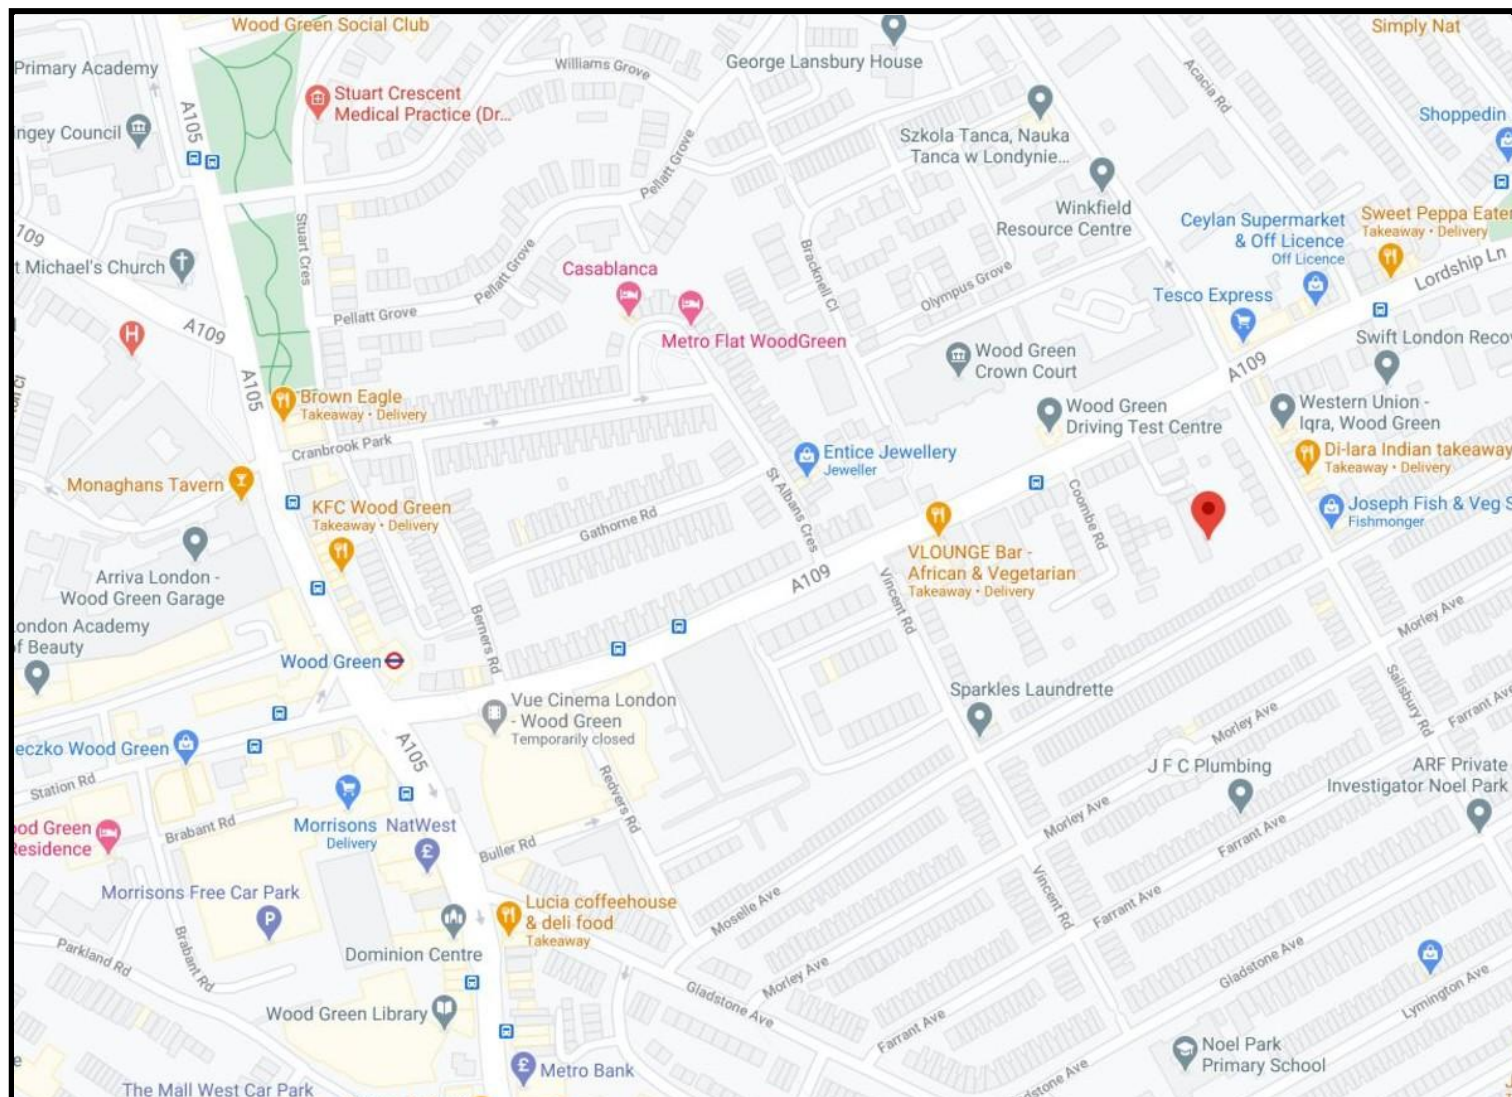 Wood Green Social Club
Simply Nat
George Lansbury House
Williams Grove
Acacia Rd
Primary Academy
Stuart Crescent
Medical Practice (Dr...
A105
ingey Council
Shoppedin
Szkola Tanca, Nauka
Tanca w Londynie...
Pellatt Grove
Winkfield
Resource Centre
Ceylan Supermarket
& Off Licence
Off Licence
Sweet Peppa Eater
Takeaway • Delivery
109
Stuart Cres
t Michael's Church
Pellatt Grove
Casablanca
Bracknell Cl
Olympus Grove
Lordship Ln
Tesco Express
A109
Pellatt Grove
Metro Flat WoodGreen
Wood Green
Crown Court
Swift London Recov
A109
A105
Brown Eagle
Takeaway • Delivery
Wood Green
Driving Test Centre
Western Union -
Iqra, Wood Green
Cranbrook Park
Entice Jewellery
Jeweller
Di-lara Indian takeaway
Takeaway • Delivery
Monaghans Tavern
KFC Wood Green
Takeaway • Delivery
Gathorne Rd
St Albans Cres
Coombe Rd
Joseph Fish & Veg S
Fishmonger
VLOUNGE Bar -
African & Vegetarian
Takeaway • Delivery
Arriva London -
Wood Green Garage
A109
Vincent Rd
Berners Rd
Morley Ave
ondon Academy
of Beauty
Wood Green
Sparkles Laundrette
Salisbury Rd
Vue Cinema London
- Wood Green
Temporarily closed
Morley Ave
Farrant Ave
eczko Wood Green
A105
Station Rd
Redvers Rd
J F C Plumbing
ARF Private
Investigator Noel Park
Brabant Rd
Morrisons
Delivery
NatWest
ood Green
Residence
Buller Rd
Morley Ave
Farrant Ave
Morrisons Free Car Park
Lucia coffeehouse
& deli food
Takeaway
Moselle Ave
Vincent Rd
Farrant Ave
Parkland Rd
Brabant Rd
Dominion Centre
Morley Ave
Gladstone Ave
Gladstone Ave
Lymington Ave
Wood Green Library
Farrant Ave
Noel Park
Primary School
Metro Bank
The Mall West Car Park
dstone Ave